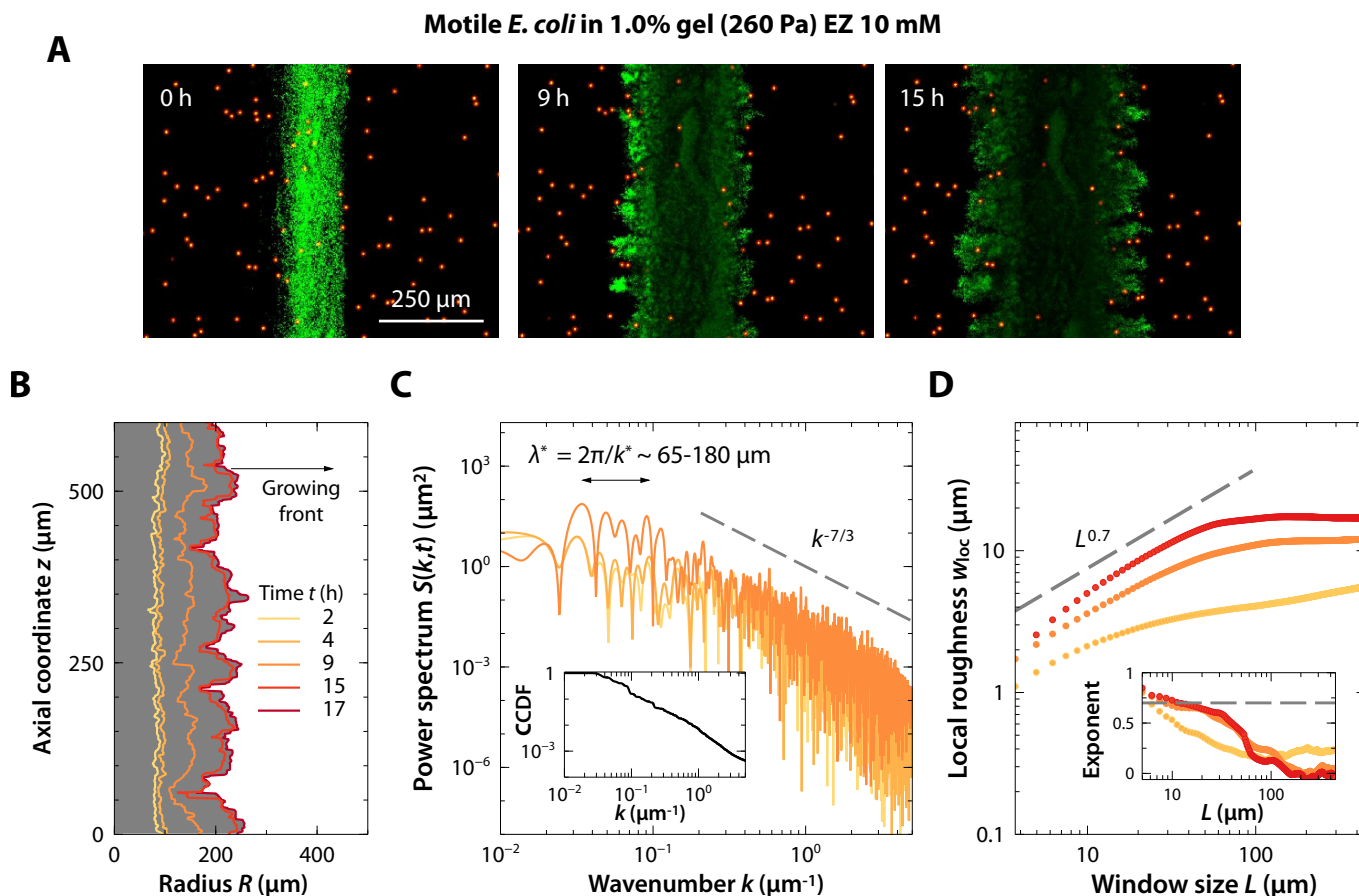 Motile E. coli in 1.0% gel (260 Pa) EZ 10 mM
A
0 h
9 h
15 h
250 μm
B
Axial coordinate z (μm)
500
250
0
Growing
front
Time t (h)
2
4
9
15
17
0
200
400
Radius R (μm)
C
Power spectrum S(k,t) (μm²)
10²
10⁰
10⁻³
10⁻⁶
λ* = 2π/k* ~ 65-180 μm
k⁻⁷/³
CCDF
1
10⁻³
10⁻²
10⁻¹
10⁰
k (μm⁻¹)
10⁻²
10⁻¹
10⁰
Wavenumber k (μm⁻¹)
D
Local roughness wloc (μm)
10
1
0.1
L⁰·⁷
Exponent
1
0.5
0
10
100
L (μm)
10
100
Window size L (μm)